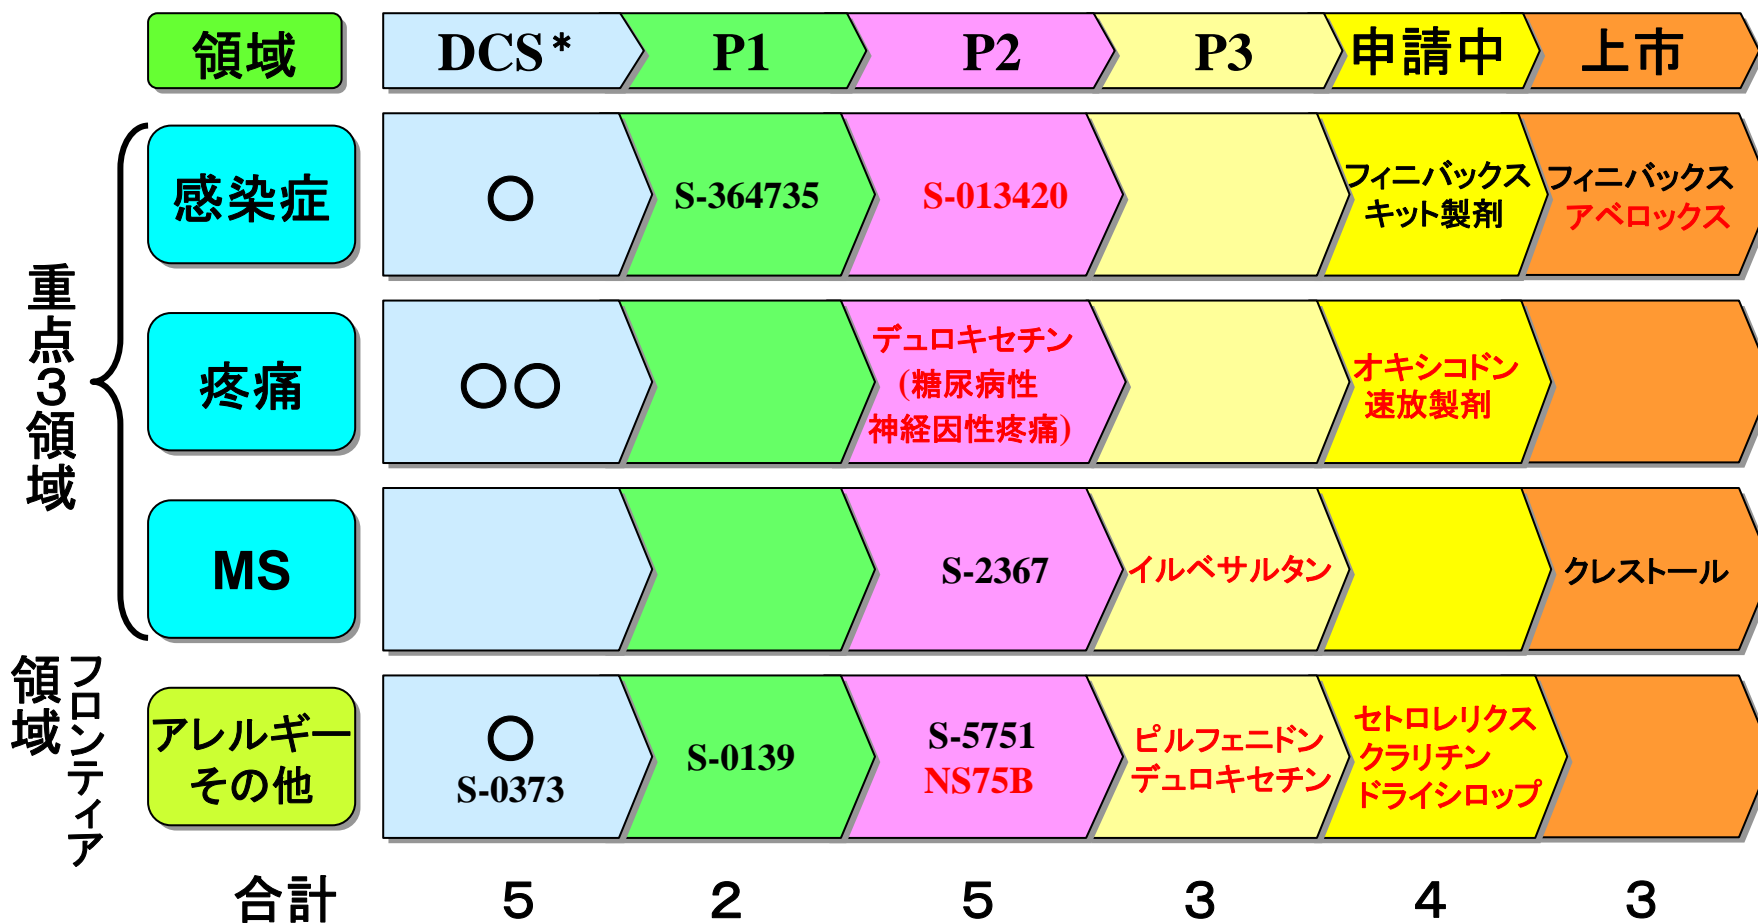 領域
DCS*
P1
P2
P3
申請中
上市
重点3領域
感染症
○
S-364735
S-013420
フィニバックス
キット製剤
フィニバックス
アベロックス
疼痛
○○
デュロキセチン
(糖尿病性
神経因性疼痛)
オキシコドン
速放製剤
MS
S-2367
イルベサルタン
クレストール
フロンティア
領域
アレルギー
その他
○
S-0373
S-0139
S-5751
NS75B
ピルフェニドン
デュロキセチン
セトロレリクス
クラリチン
ドライシロップ
合計
5
2
5
3
4
3